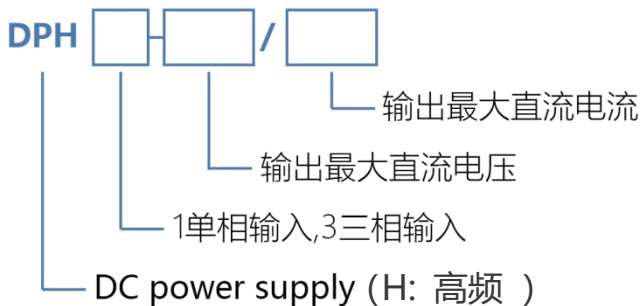 DPH - /
输出最大直流电流
输出最大直流电压
1单相输入,3三相输入
DC power supply (H: 高频 )